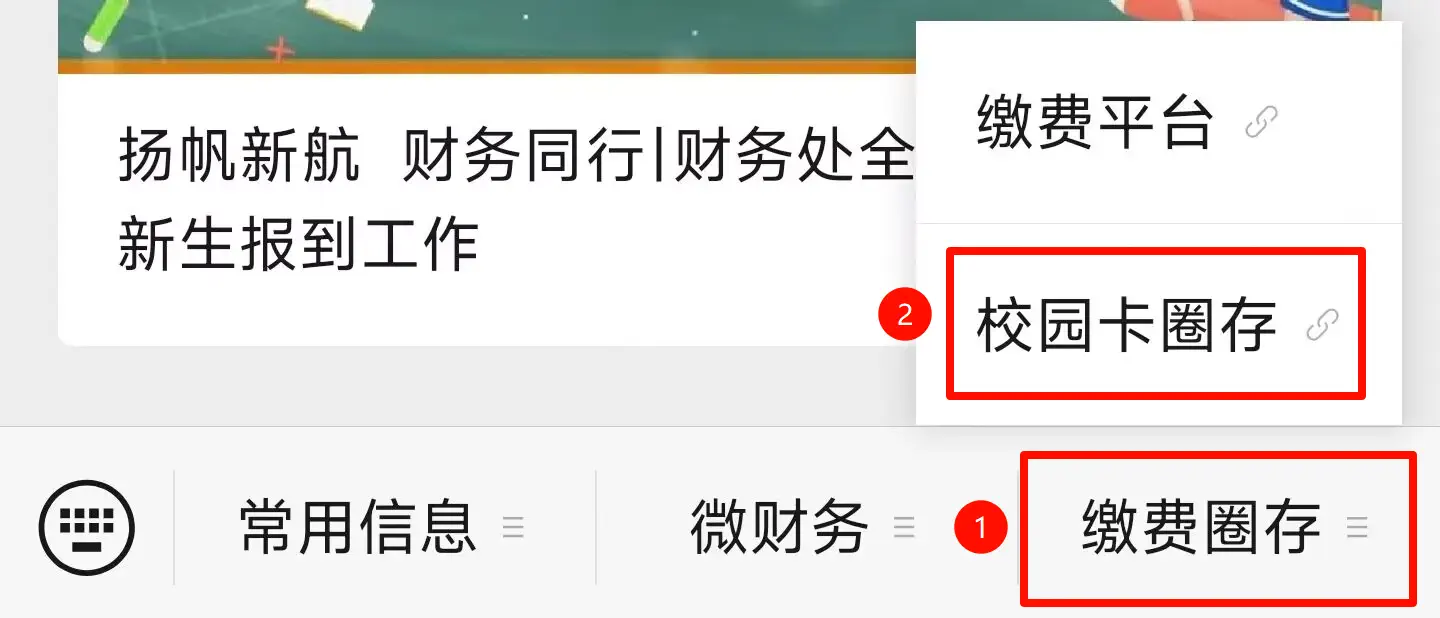 缴费平台
扬帆新航 财务同行|财务处全
新生报到工作
2
校园卡圈存
常用信息
微财务
1
缴费圈存